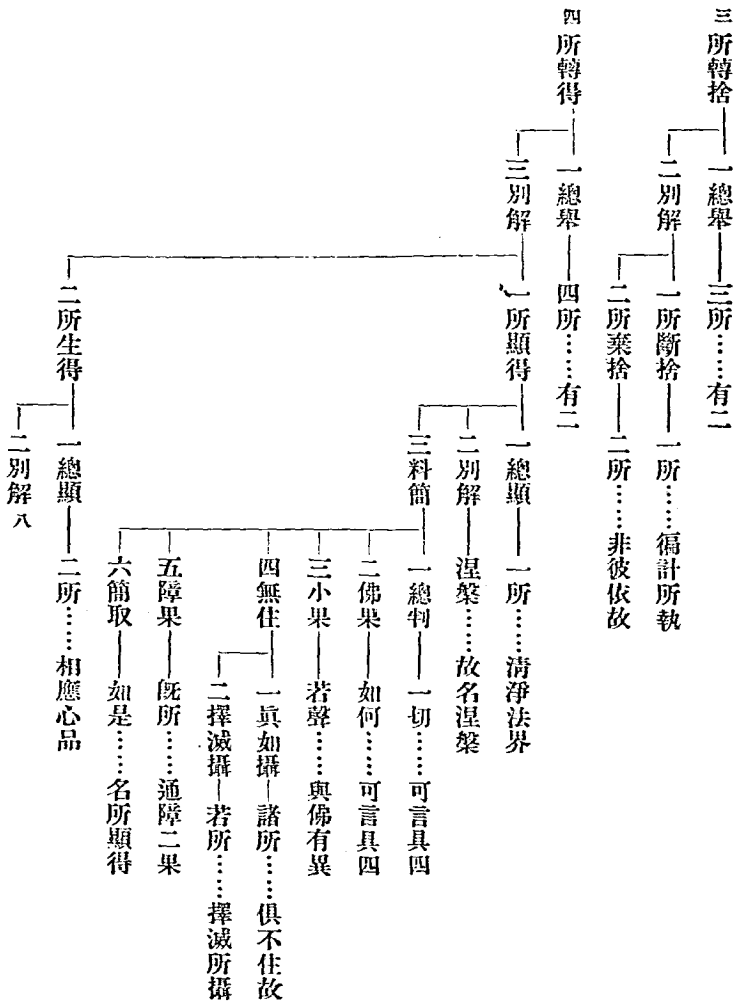 三所轉捨
一總舉
三所……有二
二別解
一所斷捨
一所……徧計所執
二所棄捨
二所……非彼依故
四所轉得
一總舉
四所……有二
三別解
一所顯得
一總顯
一所……清淨法界
二別解
涅槃……故名涅槃
三料簡
一總判
一切……可言具四
二佛果
如何……可言具四
三小果
若聲……與佛有異
四無住
一眞如攝
諸所……俱不住故
二擇滅攝
若所……擇滅所攝
五障果
既所……通障二果
六簡取
如是……名所顯得
二所生得
一總顯
二所……相應心品
二別解八